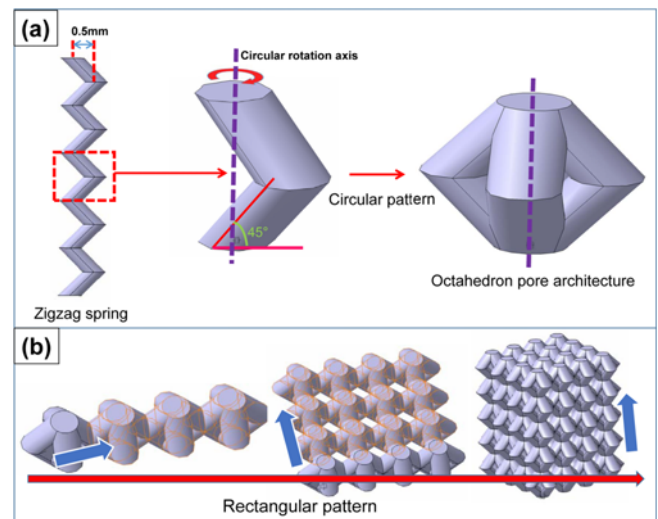 (a)
0.5mm
Circular rotation axis
45°
Circular pattern
Zigzag spring
Octahedron pore architecture
(b)
Rectangular pattern